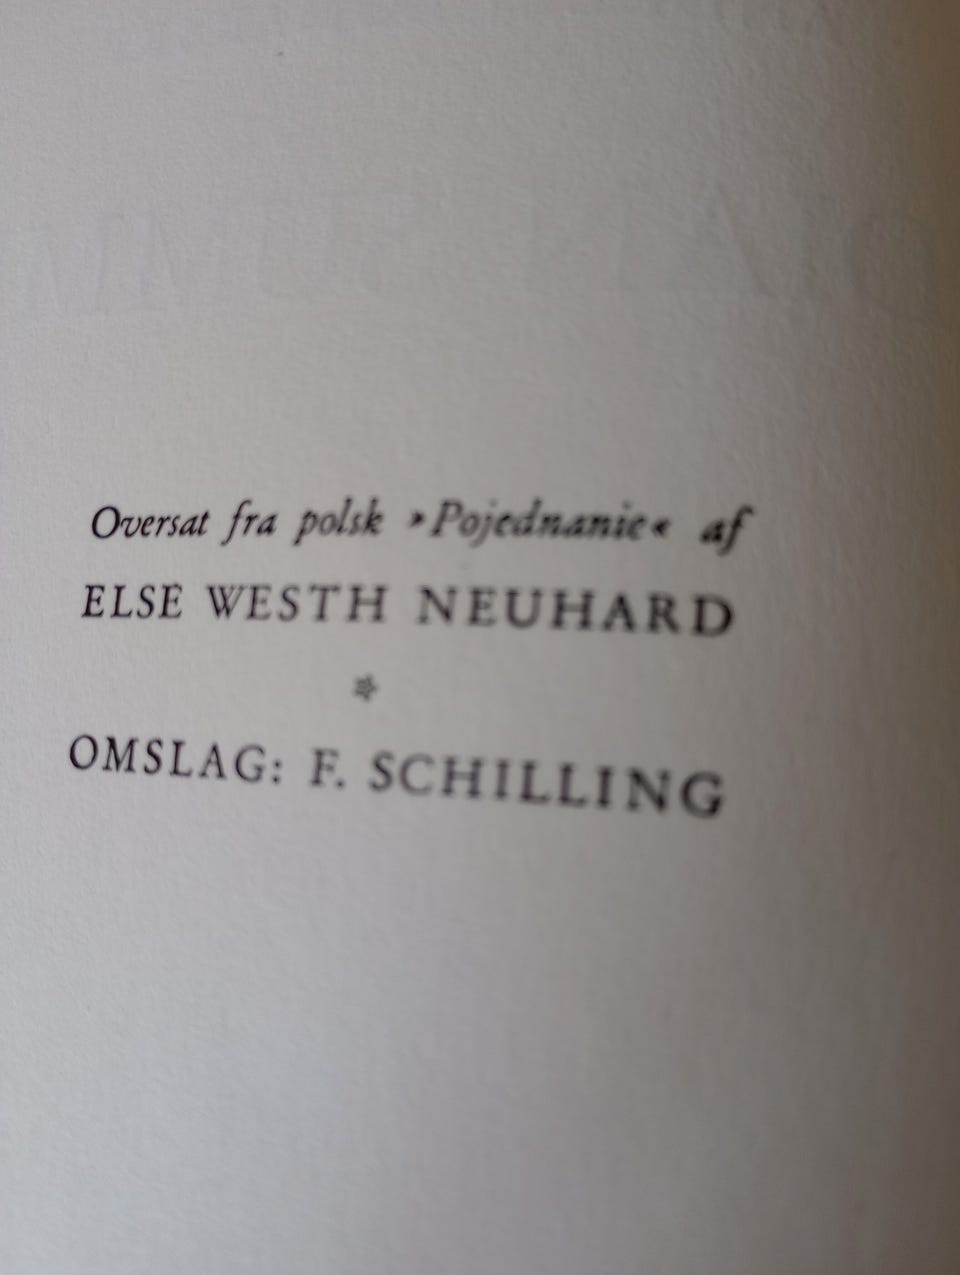 Oversat fra polsk »Pojednanie« af
ELSE WESTH NEUHARD
*
OMSLAG: F. SCHILLING